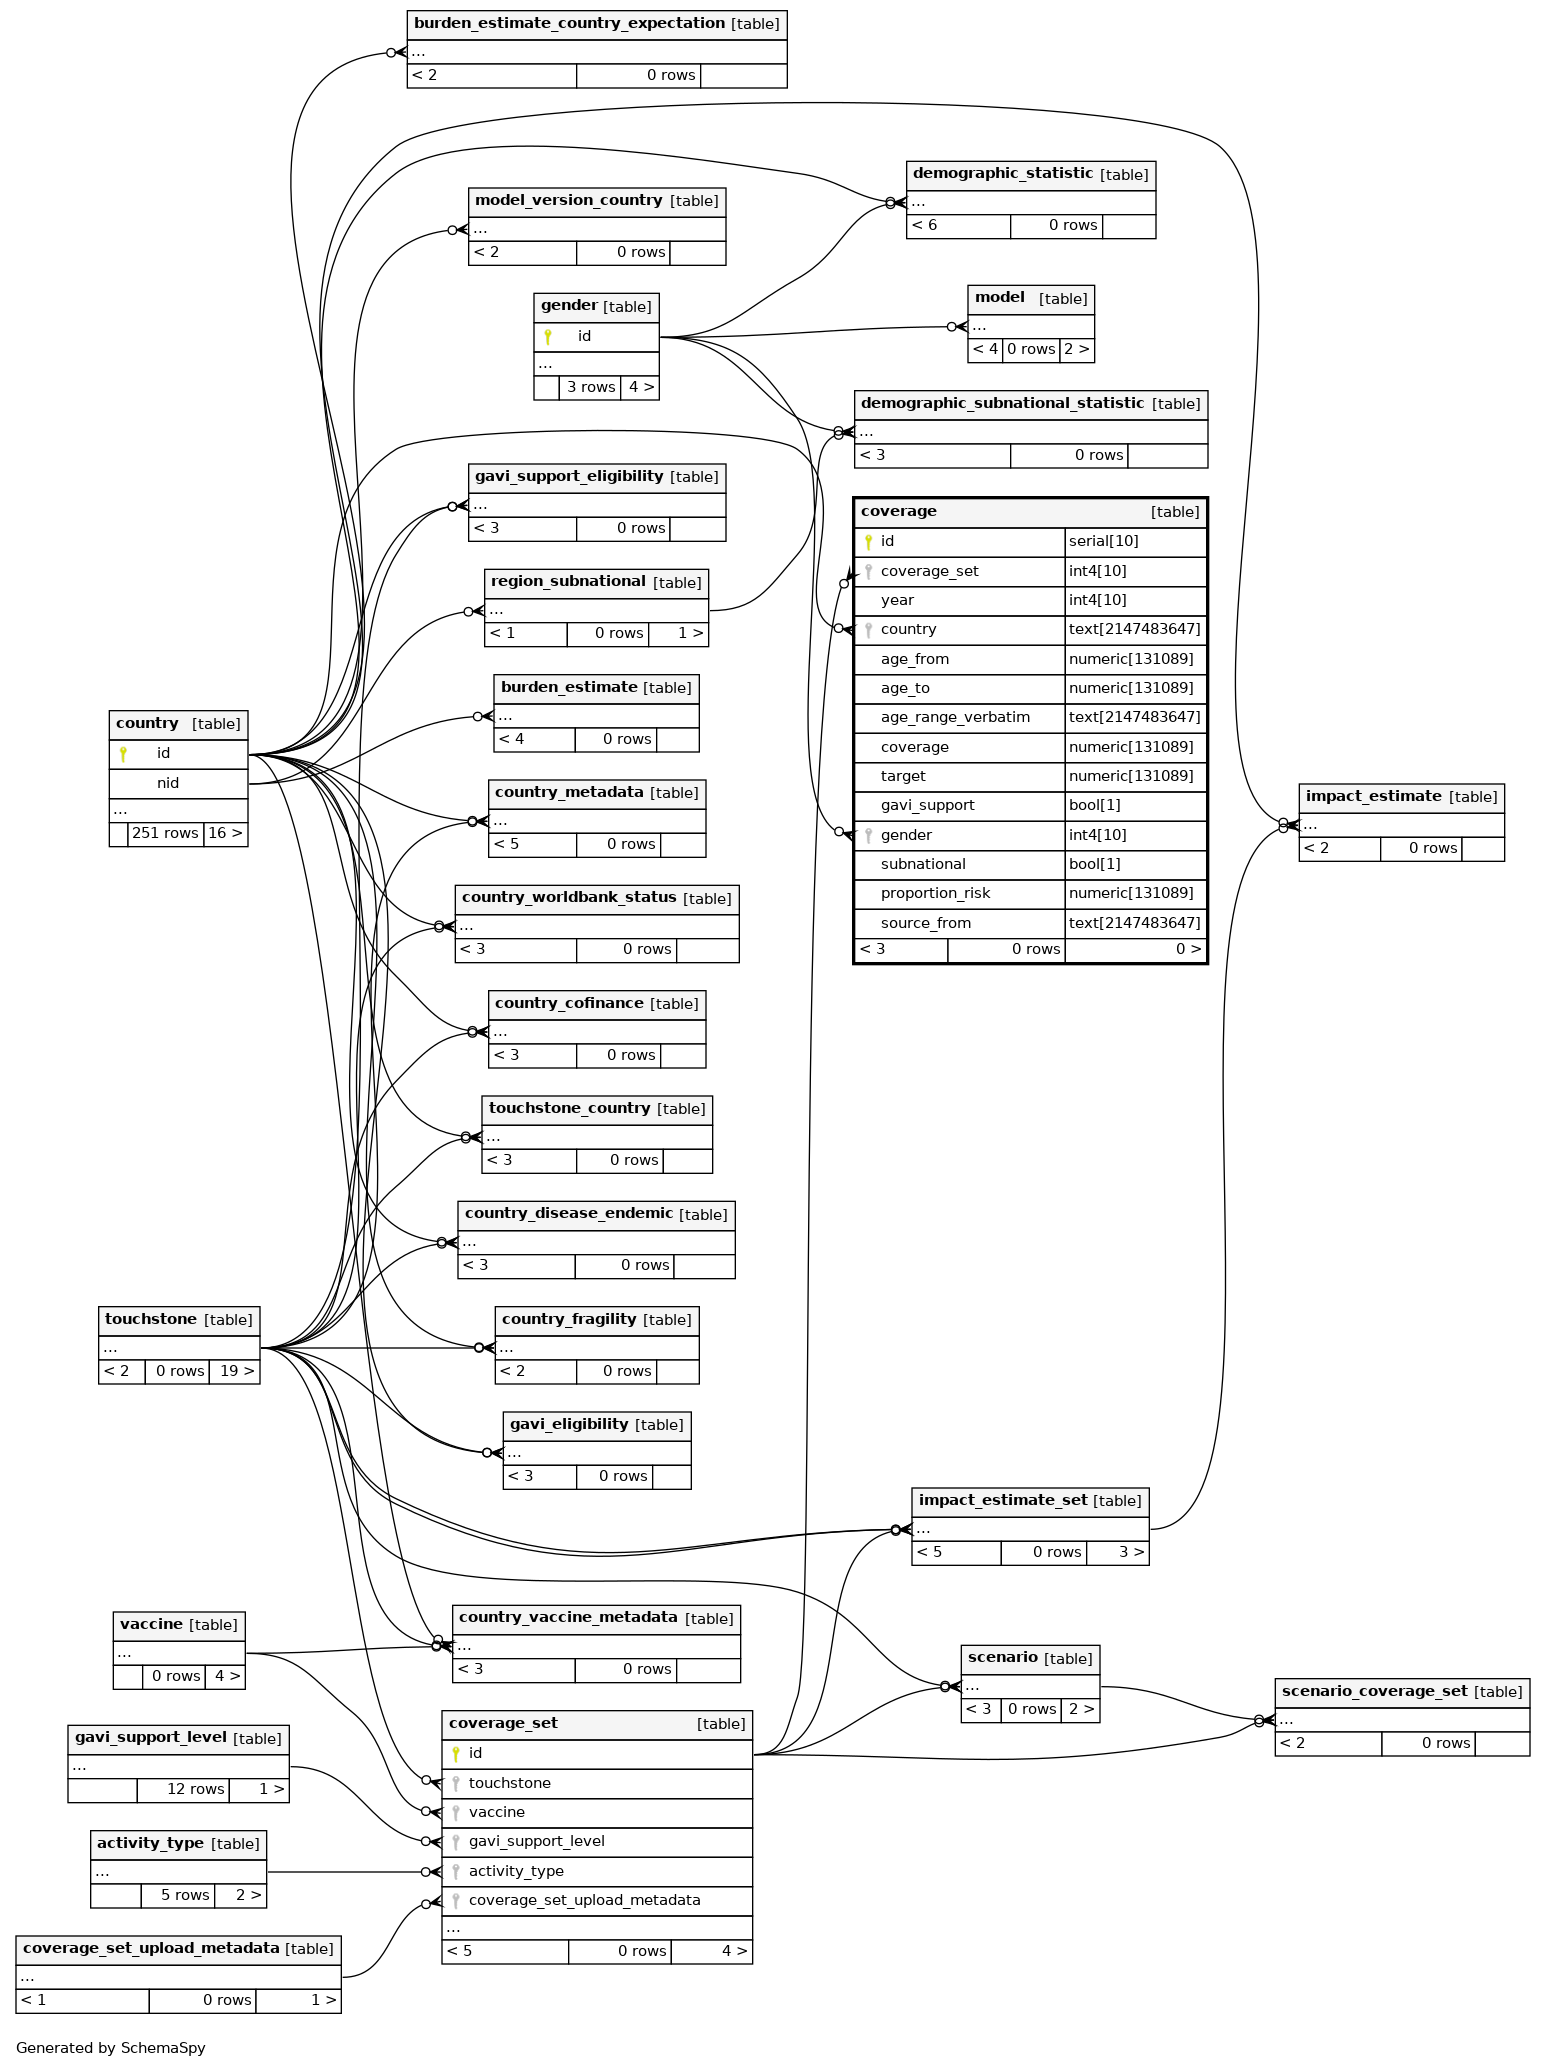 burden_estimate_country_expectation [table]
...
< 2 0 rows
demographic_statistic [table]
...
< 6 0 rows
model_version_country [table]
...
< 2 0 rows
model [table]
...
< 4 0 rows 2 >
gender [table]
id
...
3 rows 4 >
demographic_subnational_statistic [table]
...
< 3 0 rows
gavi_support_eligibility [table]
...
< 3 0 rows
coverage [table]
id serial[10]
coverage_set int4[10]
year int4[10]
country text[2147483647]
age_from numeric[131089]
age_to numeric[131089]
age_range_verbatim text[2147483647]
coverage numeric[131089]
target numeric[131089]
gavi_support bool[1]
gender int4[10]
subnational bool[1]
proportion_risk numeric[131089]
source_from text[2147483647]
< 3 0 rows 0 >
region_subnational [table]
...
< 1 0 rows 1 >
burden_estimate [table]
...
< 4 0 rows
country [table]
id
nid
...
251 rows 16 >
country_metadata [table]
...
< 5 0 rows
impact_estimate [table]
...
< 2 0 rows
country_worldbank_status [table]
...
< 3 0 rows
country_cofinance [table]
...
< 3 0 rows
touchstone_country [table]
...
< 3 0 rows
country_disease_endemic [table]
...
< 3 0 rows
touchstone [table]
...
< 2 0 rows 19 >
country_fragility [table]
...
< 2 0 rows
gavi_eligibility [table]
...
< 3 0 rows
impact_estimate_set [table]
...
< 5 0 rows 3 >
country_vaccine_metadata [table]
...
< 3 0 rows
vaccine [table]
...
0 rows 4 >
scenario [table]
...
< 3 0 rows 2 >
scenario_coverage_set [table]
...
< 2 0 rows
coverage_set [table]
id
touchstone
vaccine
gavi_support_level
activity_type
coverage_set_upload_metadata
...
< 5 0 rows 4 >
gavi_support_level [table]
...
12 rows 1 >
activity_type [table]
...
5 rows 2 >
coverage_set_upload_metadata [table]
...
< 1 0 rows 1 >
Generated by SchemaSpy